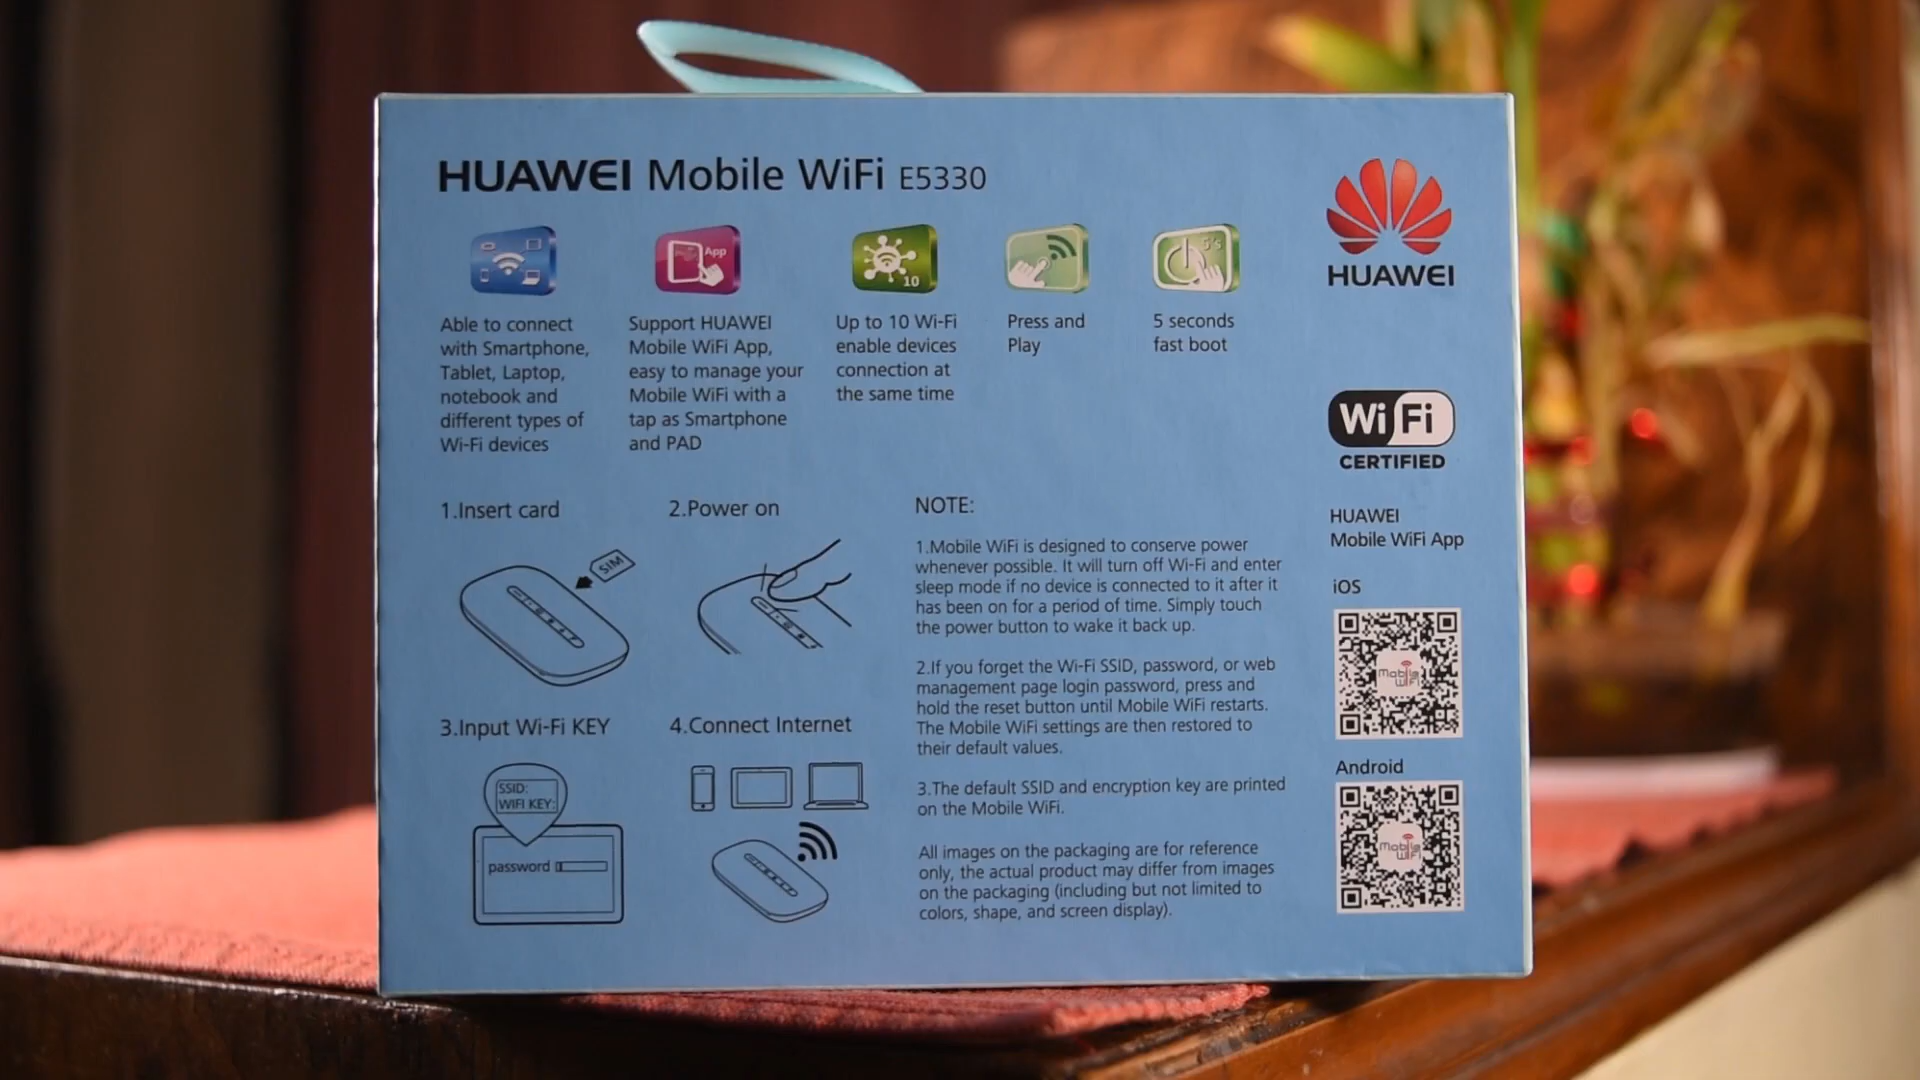 HUAWEI Mobile WiFi E5330
App
10
5's
HUAWEI
Able to connect
with Smartphone,
Tablet, Laptop,
notebook and
different types of
Wi-Fi devices
Support HUAWEI
Mobile WiFi App,
easy to manage your
Mobile WiFi with a
tap as Smartphone
and PAD
Up to 10 Wi-Fi
enable devices
connection at
the same time
Press and
Play
5 seconds
fast boot
Wi Fi
CERTIFIED
1.Insert card
SIM
2.Power on
3.Input Wi-Fi KEY
SSID:
WIFI KEY:
password
4.Connect Internet
NOTE:
1.Mobile WiFi is designed to conserve power
whenever possible. It will turn off Wi-Fi and enter
sleep mode if no device is connected to it after it
has been on for a period of time. Simply touch
the power button to wake it back up.
2.If you forget the Wi-Fi SSID, password, or web
management page login password, press and
hold the reset button until Mobile WiFi restarts.
The Mobile WiFi settings are then restored to
their default values.
3.The default SSID and encryption key are printed
on the Mobile WiFi.
All images on the packaging are for reference
only, the actual product may differ from images
on the packaging (including but not limited to
colors, shape, and screen display).
HUAWEI
Mobile WiFi App
iOS
Mobile
WiFi
Android
Mobile
WiFi